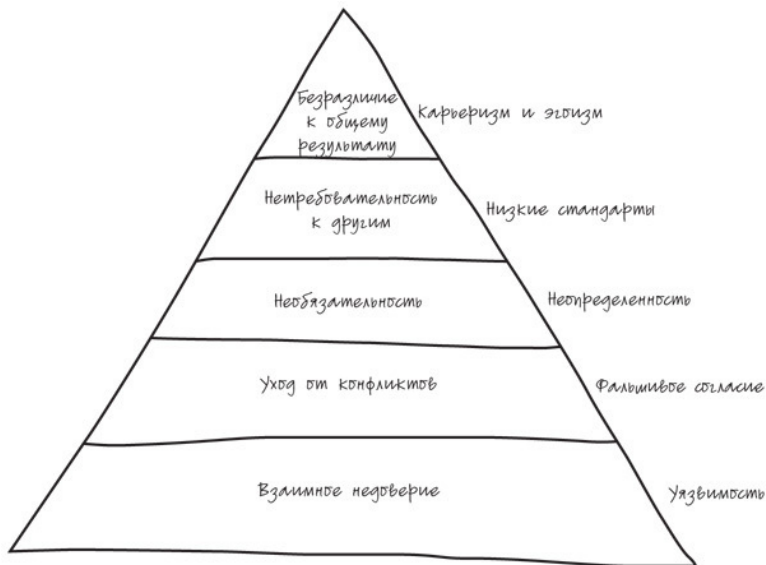 Безразличие
к общему
результату
Карьеризм и эгоизм
Нетребовательность
к другим
Низкие стандарты
Необязательность
Неопределенность
Уход от конфликтов
Фальшивое согласие
Взаимное недоверие
Уязвимость